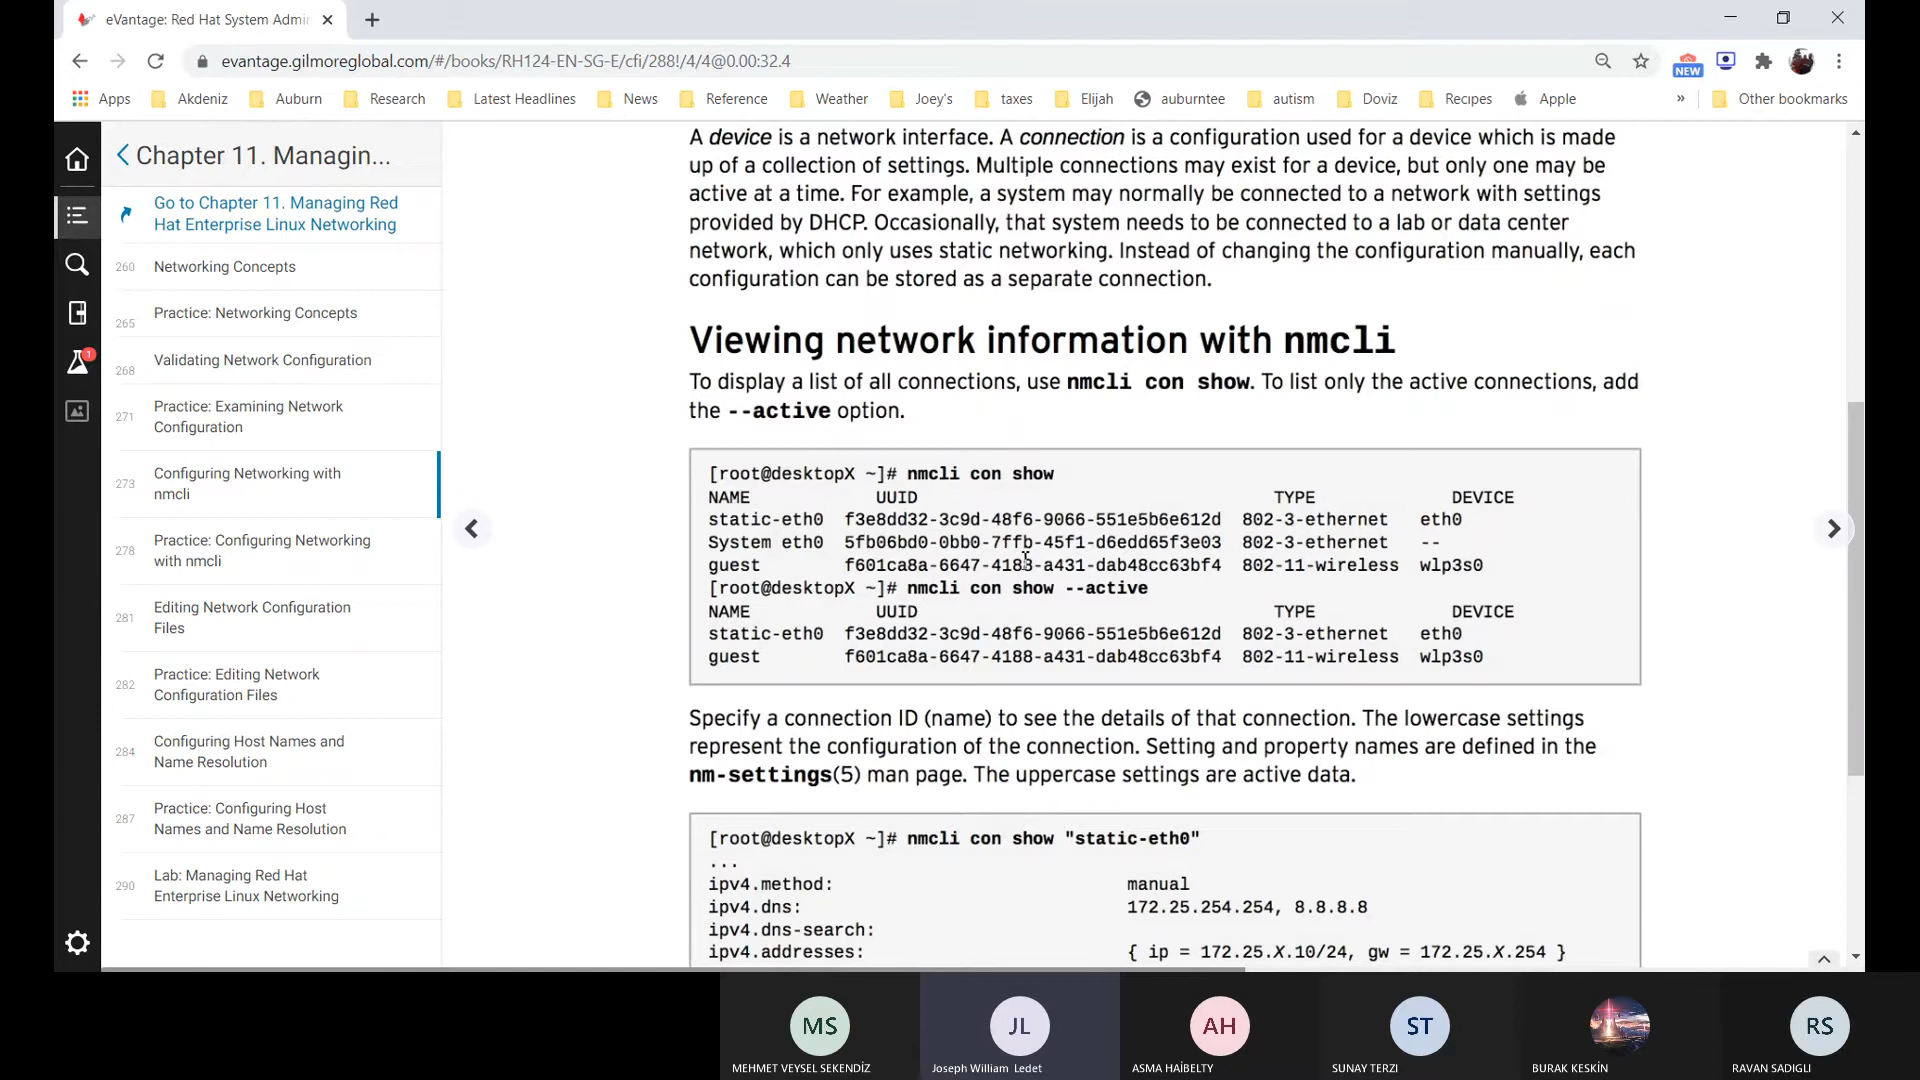 eVantage: Red Hat System Admi
evantage.gilmoreglobal.com/#/books/RH124-EN-SG-E/cfi/288!/4/4@0.00:32.4
NEW
Apps Akdeniz Auburn Research Latest Headlines News Reference Weather Joey's taxes Elijah auburntee autism Doviz Recipes Apple » Other bookmarks
Chapter 11. Managin...
Go to Chapter 11. Managing Red
Hat Enterprise Linux Networking
260 Networking Concepts
265 Practice: Networking Concepts
268 Validating Network Configuration
271 Practice: Examining Network
Configuration
273 Configuring Networking with
nmcli
278 Practice: Configuring Networking
with nmcli
281 Editing Network Configuration
Files
282 Practice: Editing Network
Configuration Files
284 Configuring Host Names and
Name Resolution
287 Practice: Configuring Host
Names and Name Resolution
290 Lab: Managing Red Hat
Enterprise Linux Networking
1
A device is a network interface. A connection is a configuration used for a device which is made
up of a collection of settings. Multiple connections may exist for a device, but only one may be
active at a time. For example, a system may normally be connected to a network with settings
provided by DHCP. Occasionally, that system needs to be connected to a lab or data center
network, which only uses static networking. Instead of changing the configuration manually, each
configuration can be stored as a separate connection.
Viewing network information with nmcli
To display a list of all connections, use nmcli con show. To list only the active connections, add
the --active option.
[root@desktopX ~]# nmcli con show
NAME UUID TYPE DEVICE
static-eth0 f3e8dd32-3c9d-48f6-9066-551e5b6e612d 802-3-ethernet eth0
System eth0 5fb06bd0-0bb0-7ffb-45f1-d6edd65f3e03 802-3-ethernet --
guest f601ca8a-6647-4188-a431-dab48cc63bf4 802-11-wireless wlp3s0
[root@desktopX ~]# nmcli con show --active
NAME UUID TYPE DEVICE
static-eth0 f3e8dd32-3c9d-48f6-9066-551e5b6e612d 802-3-ethernet eth0
guest f601ca8a-6647-4188-a431-dab48cc63bf4 802-11-wireless wlp3s0
Specify a connection ID (name) to see the details of that connection. The lowercase settings
represent the configuration of the connection. Setting and property names are defined in the
nm-settings(5) man page. The uppercase settings are active data.
[root@desktopX ~]# nmcli con show "static-eth0"
...
ipv4.method: manual
ipv4.dns: 172.25.254.254, 8.8.8.8
ipv4.dns-search:
ipv4.addresses: { ip = 172.25.X.10/24, gw = 172.25.X.254 }
MS JL AH ST RS
MEHMET VEYSEL SEKENDİZ Joseph William Ledet ASMA HAİBELTY SUNAY TERZI BURAK KESKİN RAVAN SADIGLI